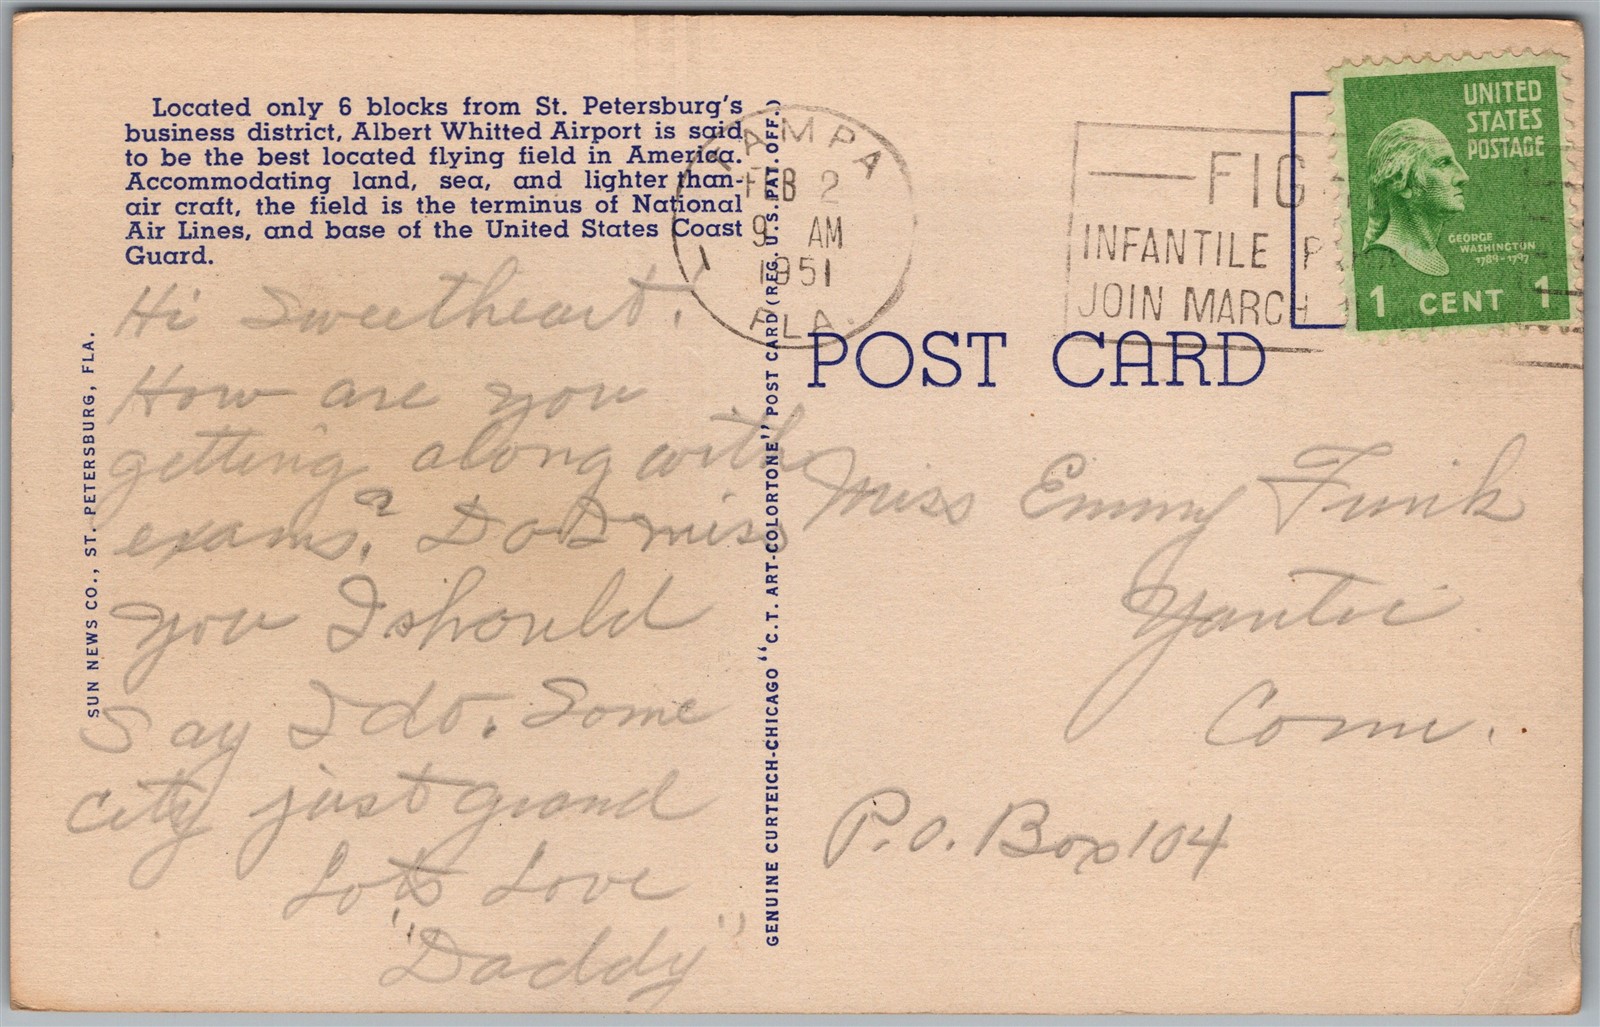 Located only 6 blocks from St. Petersburg's
business district, Albert Whitted Airport is said
to be the best located flying field in America.
Accommodating land, sea, and lighter than-
air craft, the field is the terminus of National
Air Lines, and base of the United States Coast
Guard.
Hi Sweetheart!
How are you
getting along with
exams? Do I miss
you I should
Say I do. Some
City just grand
Lots Love
"Daddy"
SUN NEWS CO., ST. PETERSBURG, FLA.
GENUINE CURTEICH-CHICAGO "C.T. ART-COLORTONE" POST CARD (REG. U.S. PAT. OFF.)
TAMPA
FEB 2
9 AM
1951
FLA.
1
FIG
INFANTILE P
JOIN MARCH
UNITED
STATES
POSTAGE
GEORGE
WASHINGTON
1789-1797
1 CENT 1
POST CARD
Miss Emmy Funk
Yantic
Conn.
P.O. Box 104